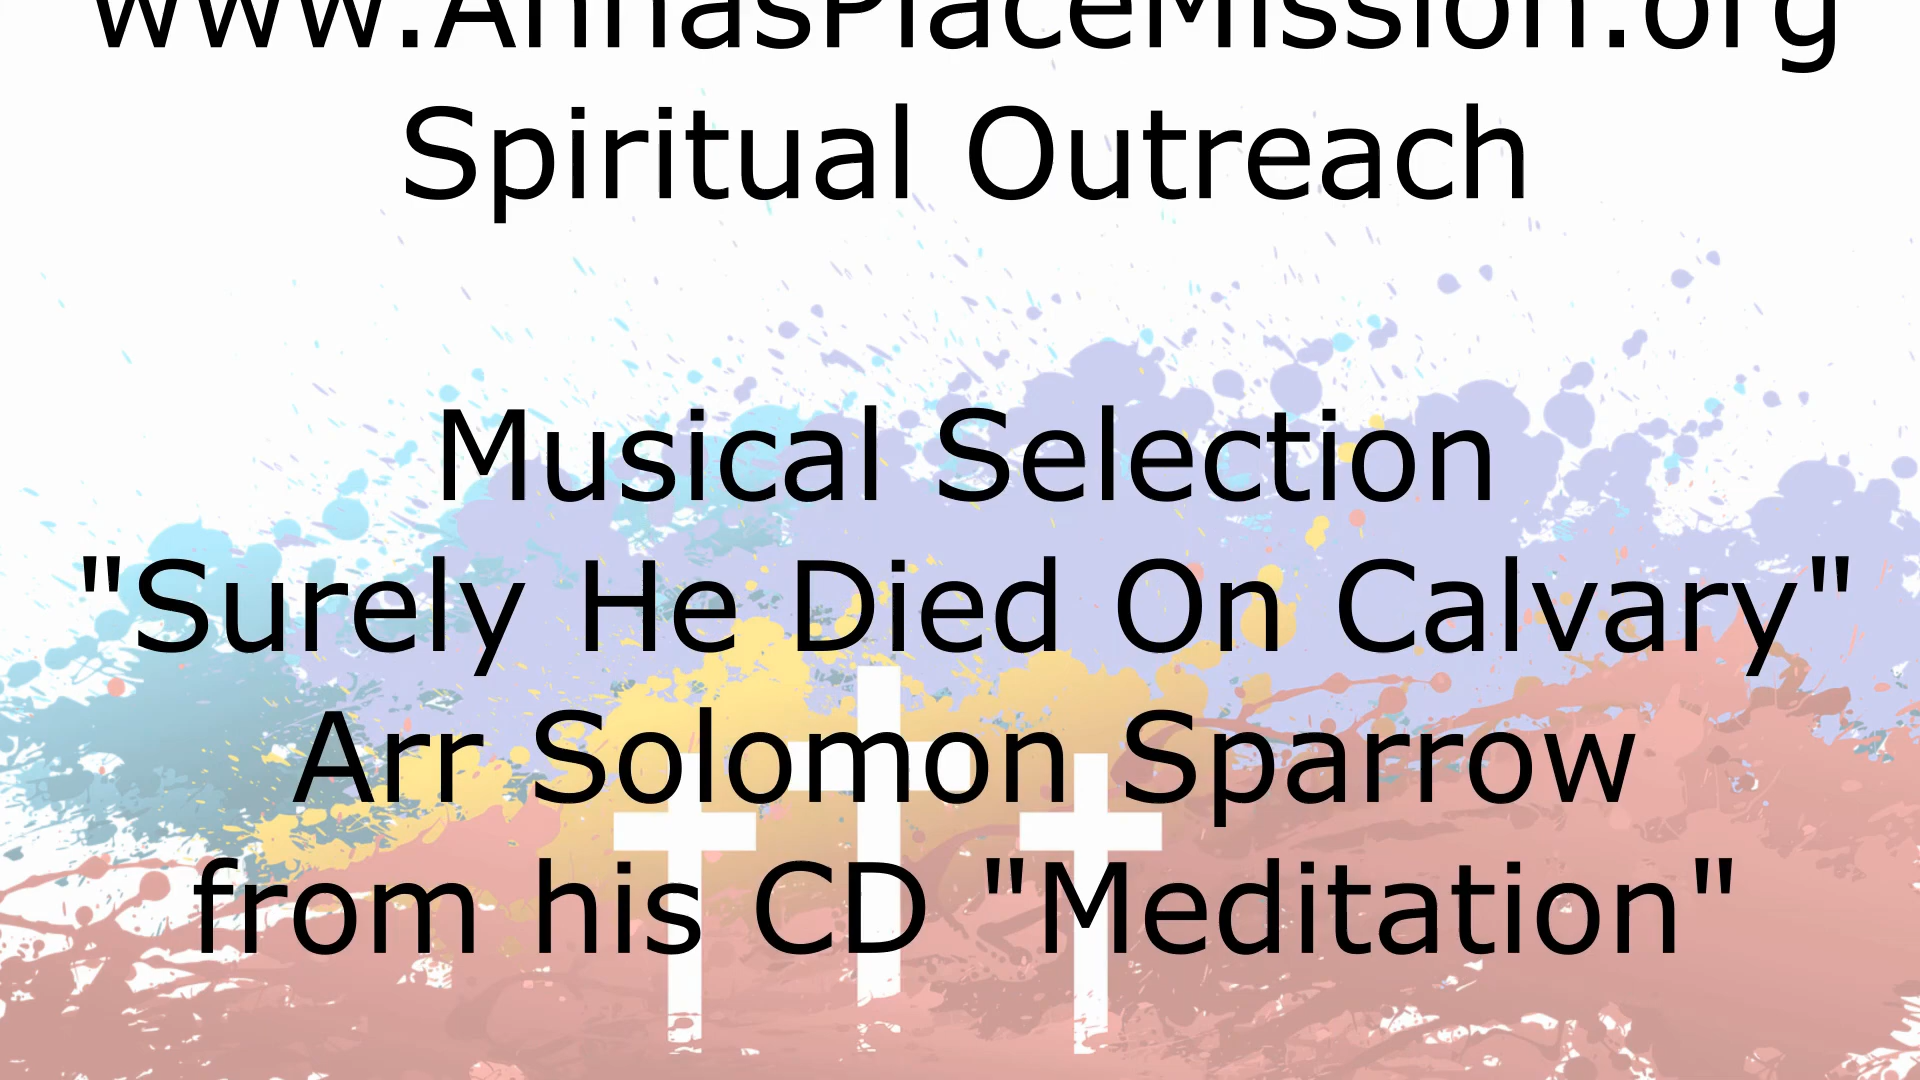 www.AnnasPlaceMission.org
Spiritual Outreach
Musical Selection
"Surely He Died On Calvary"
Arr Solomon Sparrow
from his CD "Meditation"